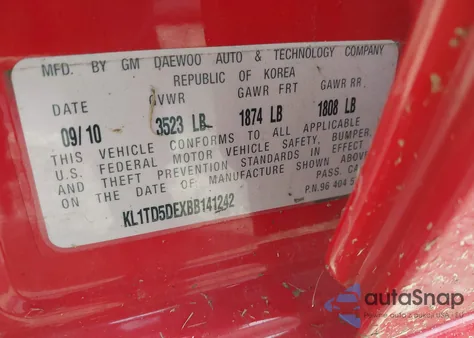 MFD. BY GM DAEWOO AUTO & TECHNOLOGY COMPANY
REPUBLIC OF KOREA
DATE GVWR GAWR FRT GAWR RR
09/10 3523 LB 1874 LB 1808 LB
THIS VEHICLE CONFORMS TO ALL APPLICABLE
U.S. FEDERAL MOTOR VEHICLE SAFETY, BUMPER,
AND THEFT PREVENTION STANDARDS IN EFFECT
ON THE DATE OF MANUFACTURE SHOWN ABOVE.
PASS. CA
P.N.96 404 5
KL1TD5DEXBB141242
autoSnap